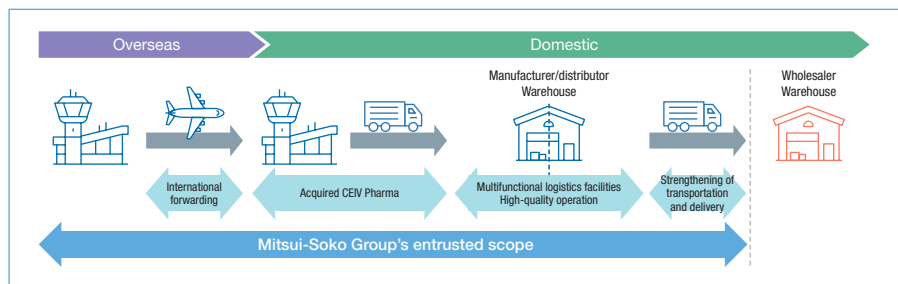 Overseas
Domestic
Manufacturer/distributor
Warehouse
Wholesaler
Warehouse
International
forwarding
Acquired CEIV Pharma
Multifunctional logistics facilities
High-quality operation
Strengthening of
transportation
and delivery
Mitsui-Soko Group's entrusted scope